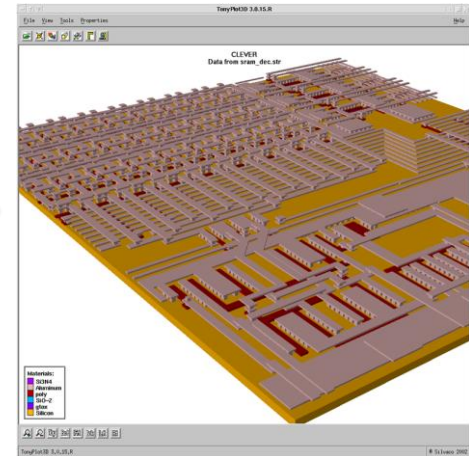 TonyPlot3D 3.0.15.R
File View Tools Properties Help
CLEVER
Data from sram_dec.str
Materials:
Si3N4
Aluminum
poly
SiO~2
gfox
Silicon
TonyPlot3D 3.0.15.R © Silvaco 2002